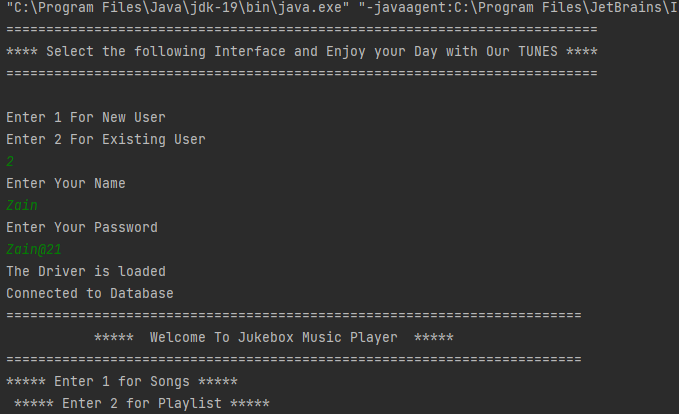 "C:\Program Files\Java\jdk-19\bin\java.exe" "-javaagent:C:\Program Files\JetBrains\I
==========================================================================
**** Select the following Interface and Enjoy your Day with Our TUNES ****
==========================================================================
Enter 1 For New User
Enter 2 For Existing User
2
Enter Your Name
Zain
Enter Your Password
Zain@21
The Driver is loaded
Connected to Database
========================================================================
*****  Welcome To Jukebox Music Player  *****
========================================================================
***** Enter 1 for Songs *****
***** Enter 2 for Playlist *****